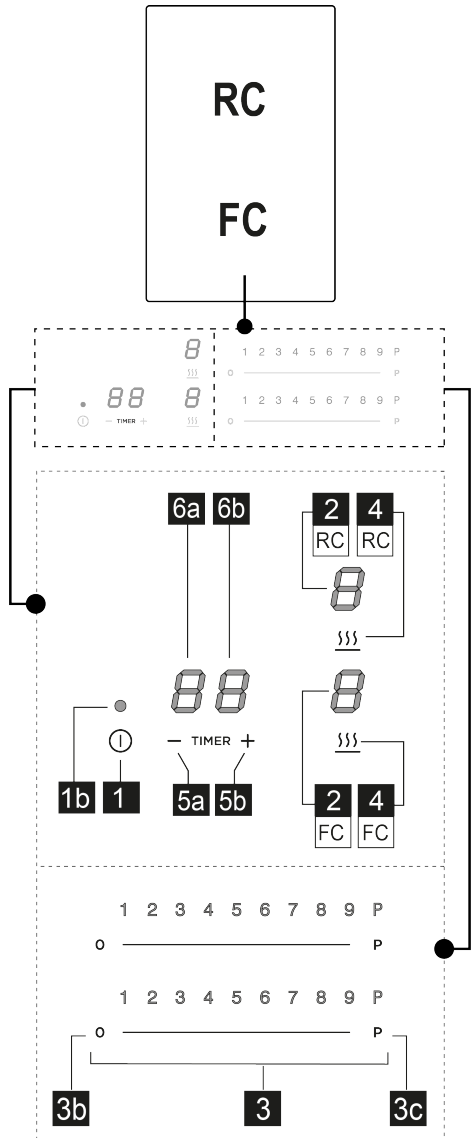 RC
FC
8
1 2 3 4 5 6 7 8 9 P
O P
88 8
1 2 3 4 5 6 7 8 9 P
- TIMER +
O P
6a 6b 2 4
RC RC
8
88 8
- TIMER +
1b 1 5a 5b 2 4
FC FC
1 2 3 4 5 6 7 8 9 P
O P
1 2 3 4 5 6 7 8 9 P
O P
3b 3 3c